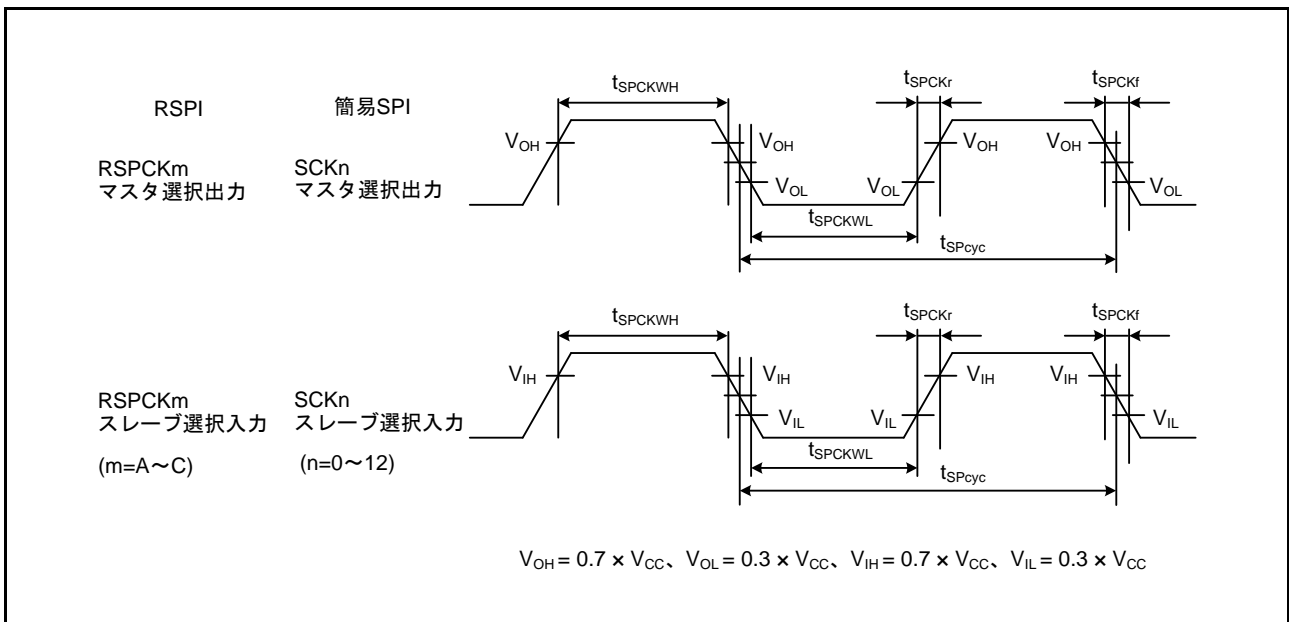 RSPI 簡易SPI
RSPCKm
マスタ選択出力
SCKn
マスタ選択出力
tSPCKWH
tSPCKr
tSPCKf
VOH
VOH
VOL
VOL
VOH
VOH
VOL
tSPCKWL
tSPcyc
RSPCKm
スレーブ選択入力
(m=A～C)
SCKn
スレーブ選択入力
(n=0～12)
tSPCKWH
tSPCKr
tSPCKf
VIH
VIH
VIL
VIL
VIH
VIH
VIL
tSPCKWL
tSPcyc
VOH = 0.7 × VCC、VOL = 0.3 × VCC、VIH = 0.7 × VCC、VIL = 0.3 × VCC